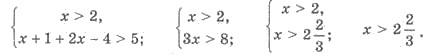 { x > 2, x + 1 + 2x − 4 > 5; { x > 2, 3x > 8; { x > 2, x > 2 2/3; x > 2 2/3 .